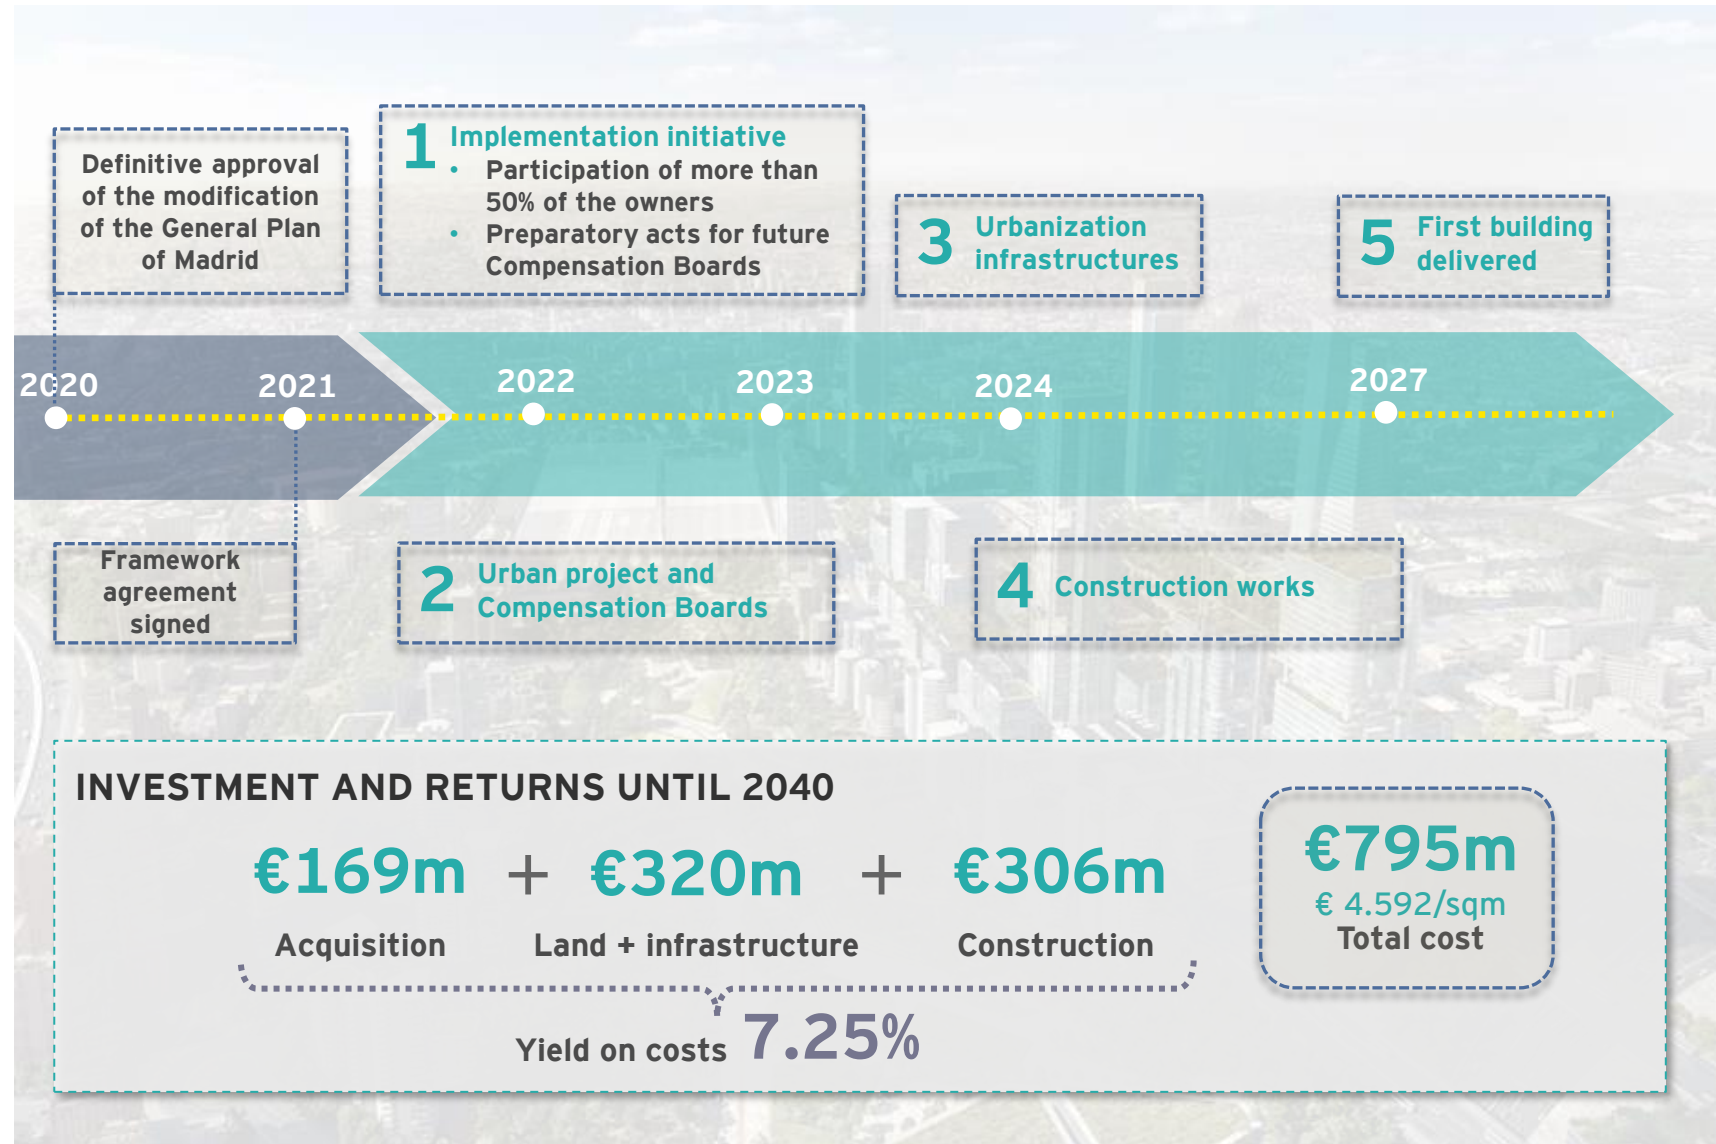 Definitive approval
of the modification
of the General Plan
of Madrid
1 Implementation initiative
• Participation of more than
50% of the owners
• Preparatory acts for future
Compensation Boards
3 Urbanization
infrastructures
5 First building
delivered
2020 2021 2022 2023 2024 2027
Framework
agreement
signed
2 Urban project and
Compensation Boards
4 Construction works
INVESTMENT AND RETURNS UNTIL 2040
€169m + €320m + €306m
Acquisition Land + infrastructure Construction
Yield on costs 7.25%
€795m
€ 4.592/sqm
Total cost